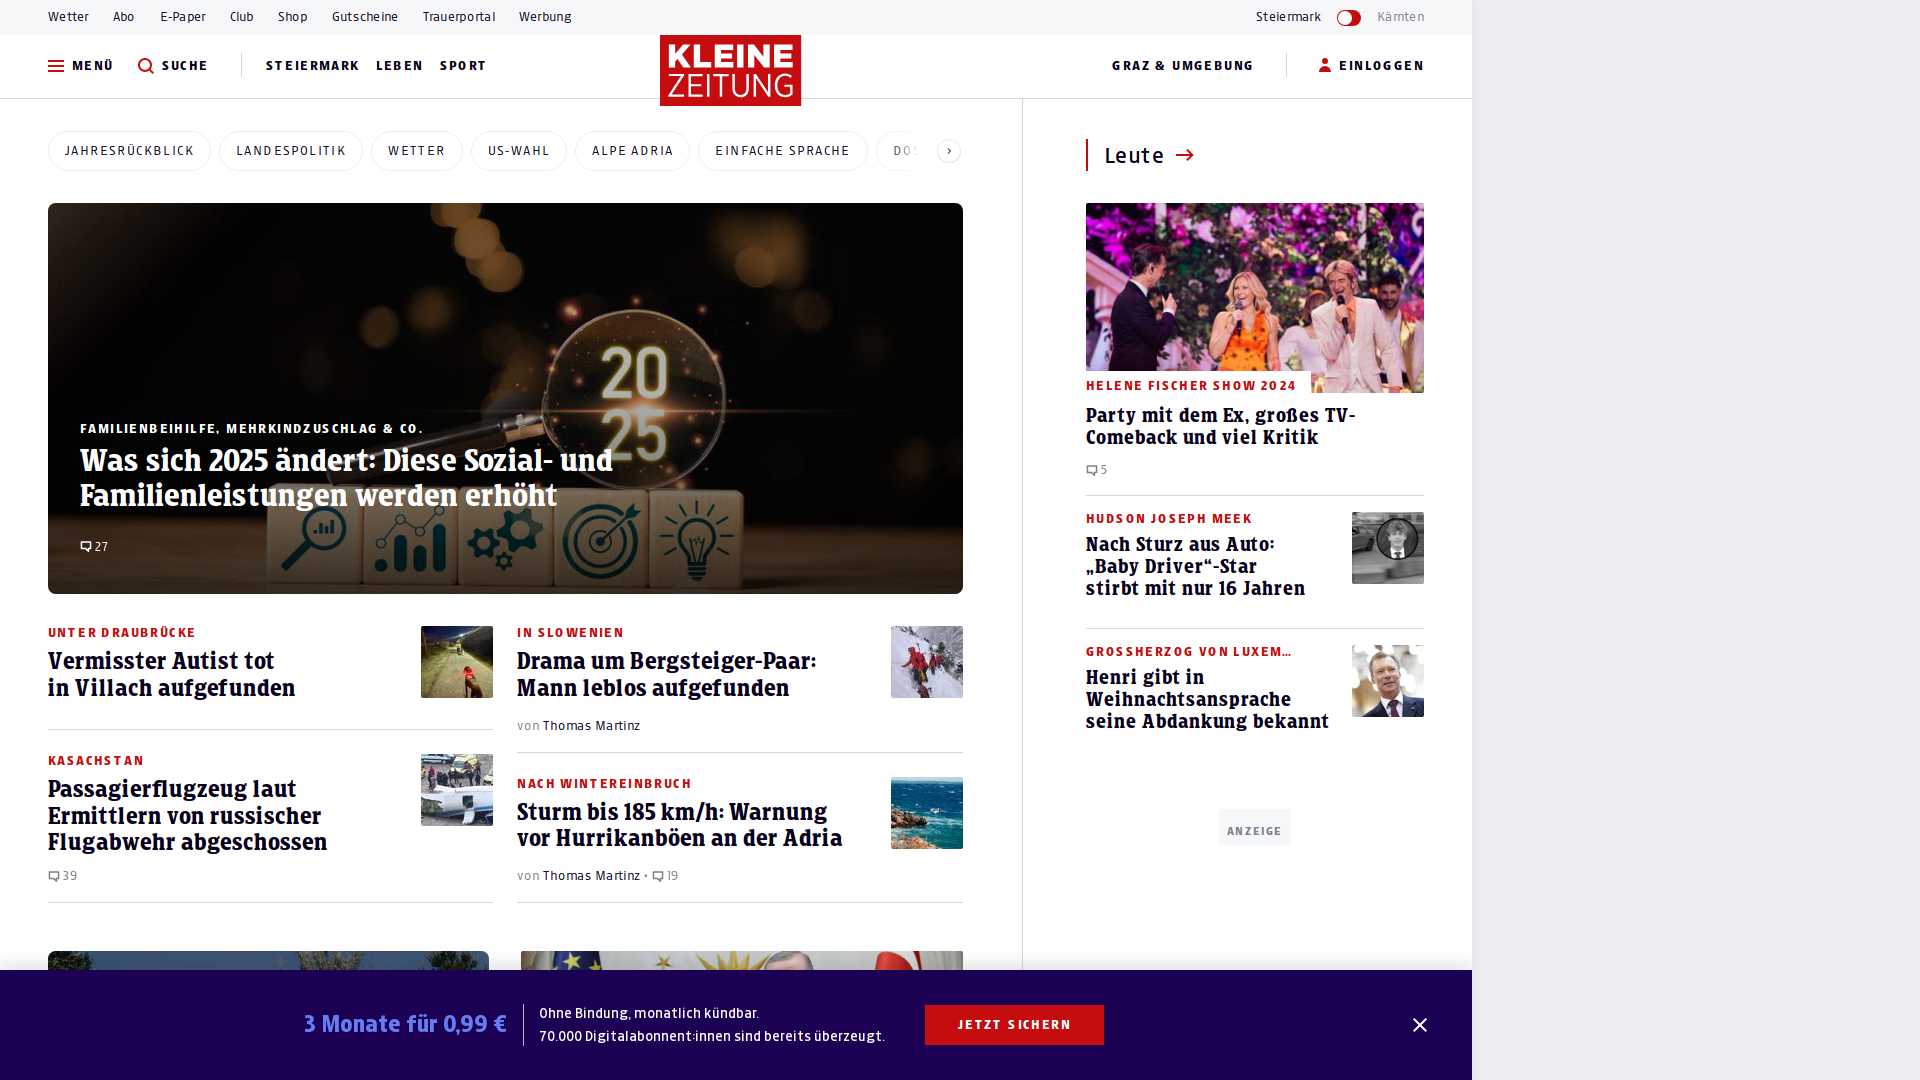 Wetter Abo E-Paper Club Shop Gutscheine Trauerportal Werbung
Steiermark Kärnten
MENÜ SUCHE STEIERMARK LEBEN SPORT
KLEINE
ZEITUNG
GRAZ & UMGEBUNG EINLOGGEN
JAHRESRÜCKBLICK LANDESPOLITIK WETTER US-WAHL ALPE ADRIA EINFACHE SPRACHE
20
25
FAMILIENBEIHILFE, MEHRKINDZUSCHLAG & CO.
Was sich 2025 ändert: Diese Sozial- und
Familienleistungen werden erhöht
27
UNTER DRAUBRÜCKE
Vermisster Autist tot
in Villach aufgefunden
KASACHSTAN
Passagierflugzeug laut
Ermittlern von russischer
Flugabwehr abgeschossen
39
IN SLOWENIEN
Drama um Bergsteiger-Paar:
Mann leblos aufgefunden
von Thomas Martinz
NACH WINTEREINBRUCH
Sturm bis 185 km/h: Warnung
vor Hurrikanböen an der Adria
von Thomas Martinz • 19
Leute
HELENE FISCHER SHOW 2024
Party mit dem Ex, großes TV-
Comeback und viel Kritik
5
HUDSON JOSEPH MEEK
Nach Sturz aus Auto:
„Baby Driver“-Star
stirbt mit nur 16 Jahren
GROSSHERZOG VON LUXEM…
Henri gibt in
Weihnachtsansprache
seine Abdankung bekannt
ANZEIGE
3 Monate für 0,99 €
Ohne Bindung, monatlich kündbar.
70.000 Digitalabonnent:innen sind bereits überzeugt.
JETZT SICHERN